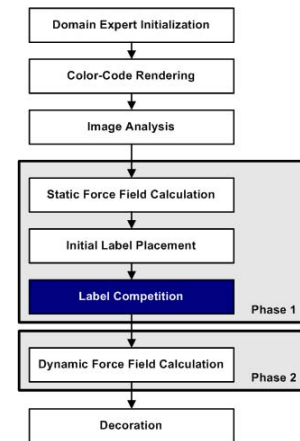 Domain Expert Initialization
Color-Code Rendering
Image Analysis
Static Force Field Calculation
Initial Label Placement
Label Competition
Phase 1
Dynamic Force Field Calculation
Phase 2
Decoration